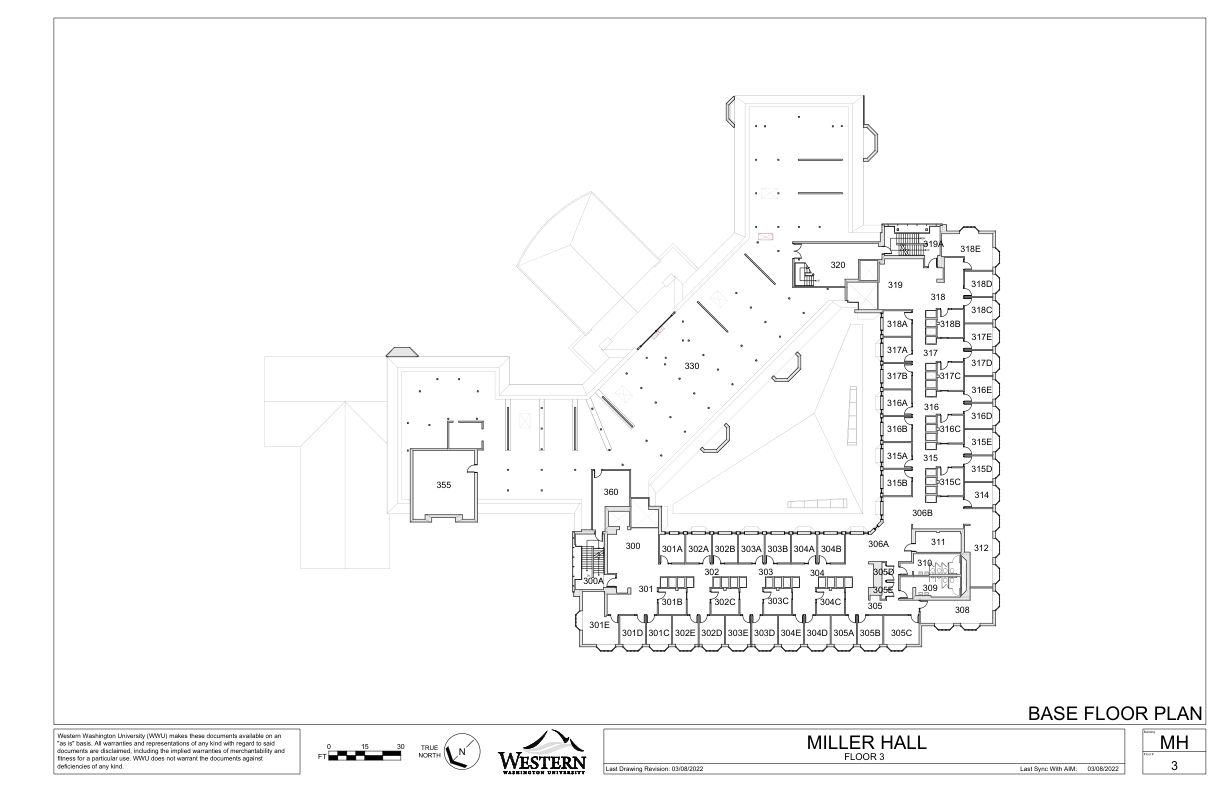 319A
318E
320
318D
319
318
318C
318A
318B
317E
317A
317
317D
330
317B
317C
316E
316A
316
316D
316B
316C
315E
315A
315
315D
355
315B
315C
314
360
306B
300
301A
302A
302B
303A
303B
304A
304B
306A
311
312
310
302
303
304
305D
300A
301
305E
309
301B
302C
303C
304C
305
308
301E
301D
301C
302E
302D
303E
303D
304E
304D
305A
305B
305C
BASE FLOOR PLAN
Western Washington University (WWU) makes these documents available on an
"as is" basis. All warranties and representations of any kind with regard to said
documents are disclaimed, including the implied warranties of merchantability and
fitness for a particular use. WWU does not warrant the documents against
deficiencies of any kind.
0 15 30
FT
TRUE
NORTH
N
WESTERN
WASHINGTON UNIVERSITY
MILLER HALL
FLOOR 3
Last Drawing Revision: 03/08/2022
Last Sync With AIM: 03/08/2022
Building
MH
3